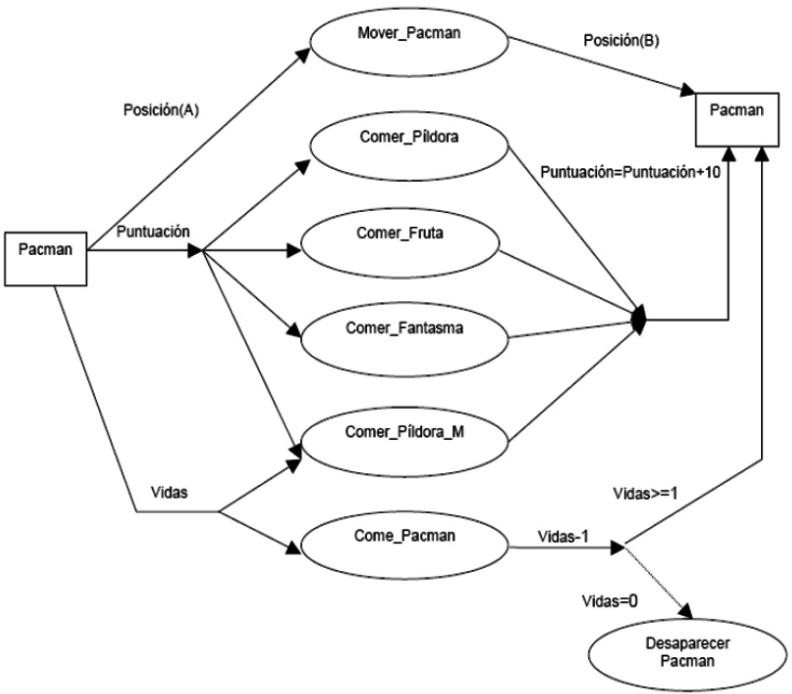 Mover_Pacman
Posición(B)
Posición(A)
Pacman
Comer_Píldora
Puntuación=Puntuación+10
Puntuación
Comer_Fruta
Pacman
Comer_Fantasma
Comer_Píldora_M
Vidas
Vidas>=1
Come_Pacman
Vidas-1
Vidas=0
Desaparecer
Pacman